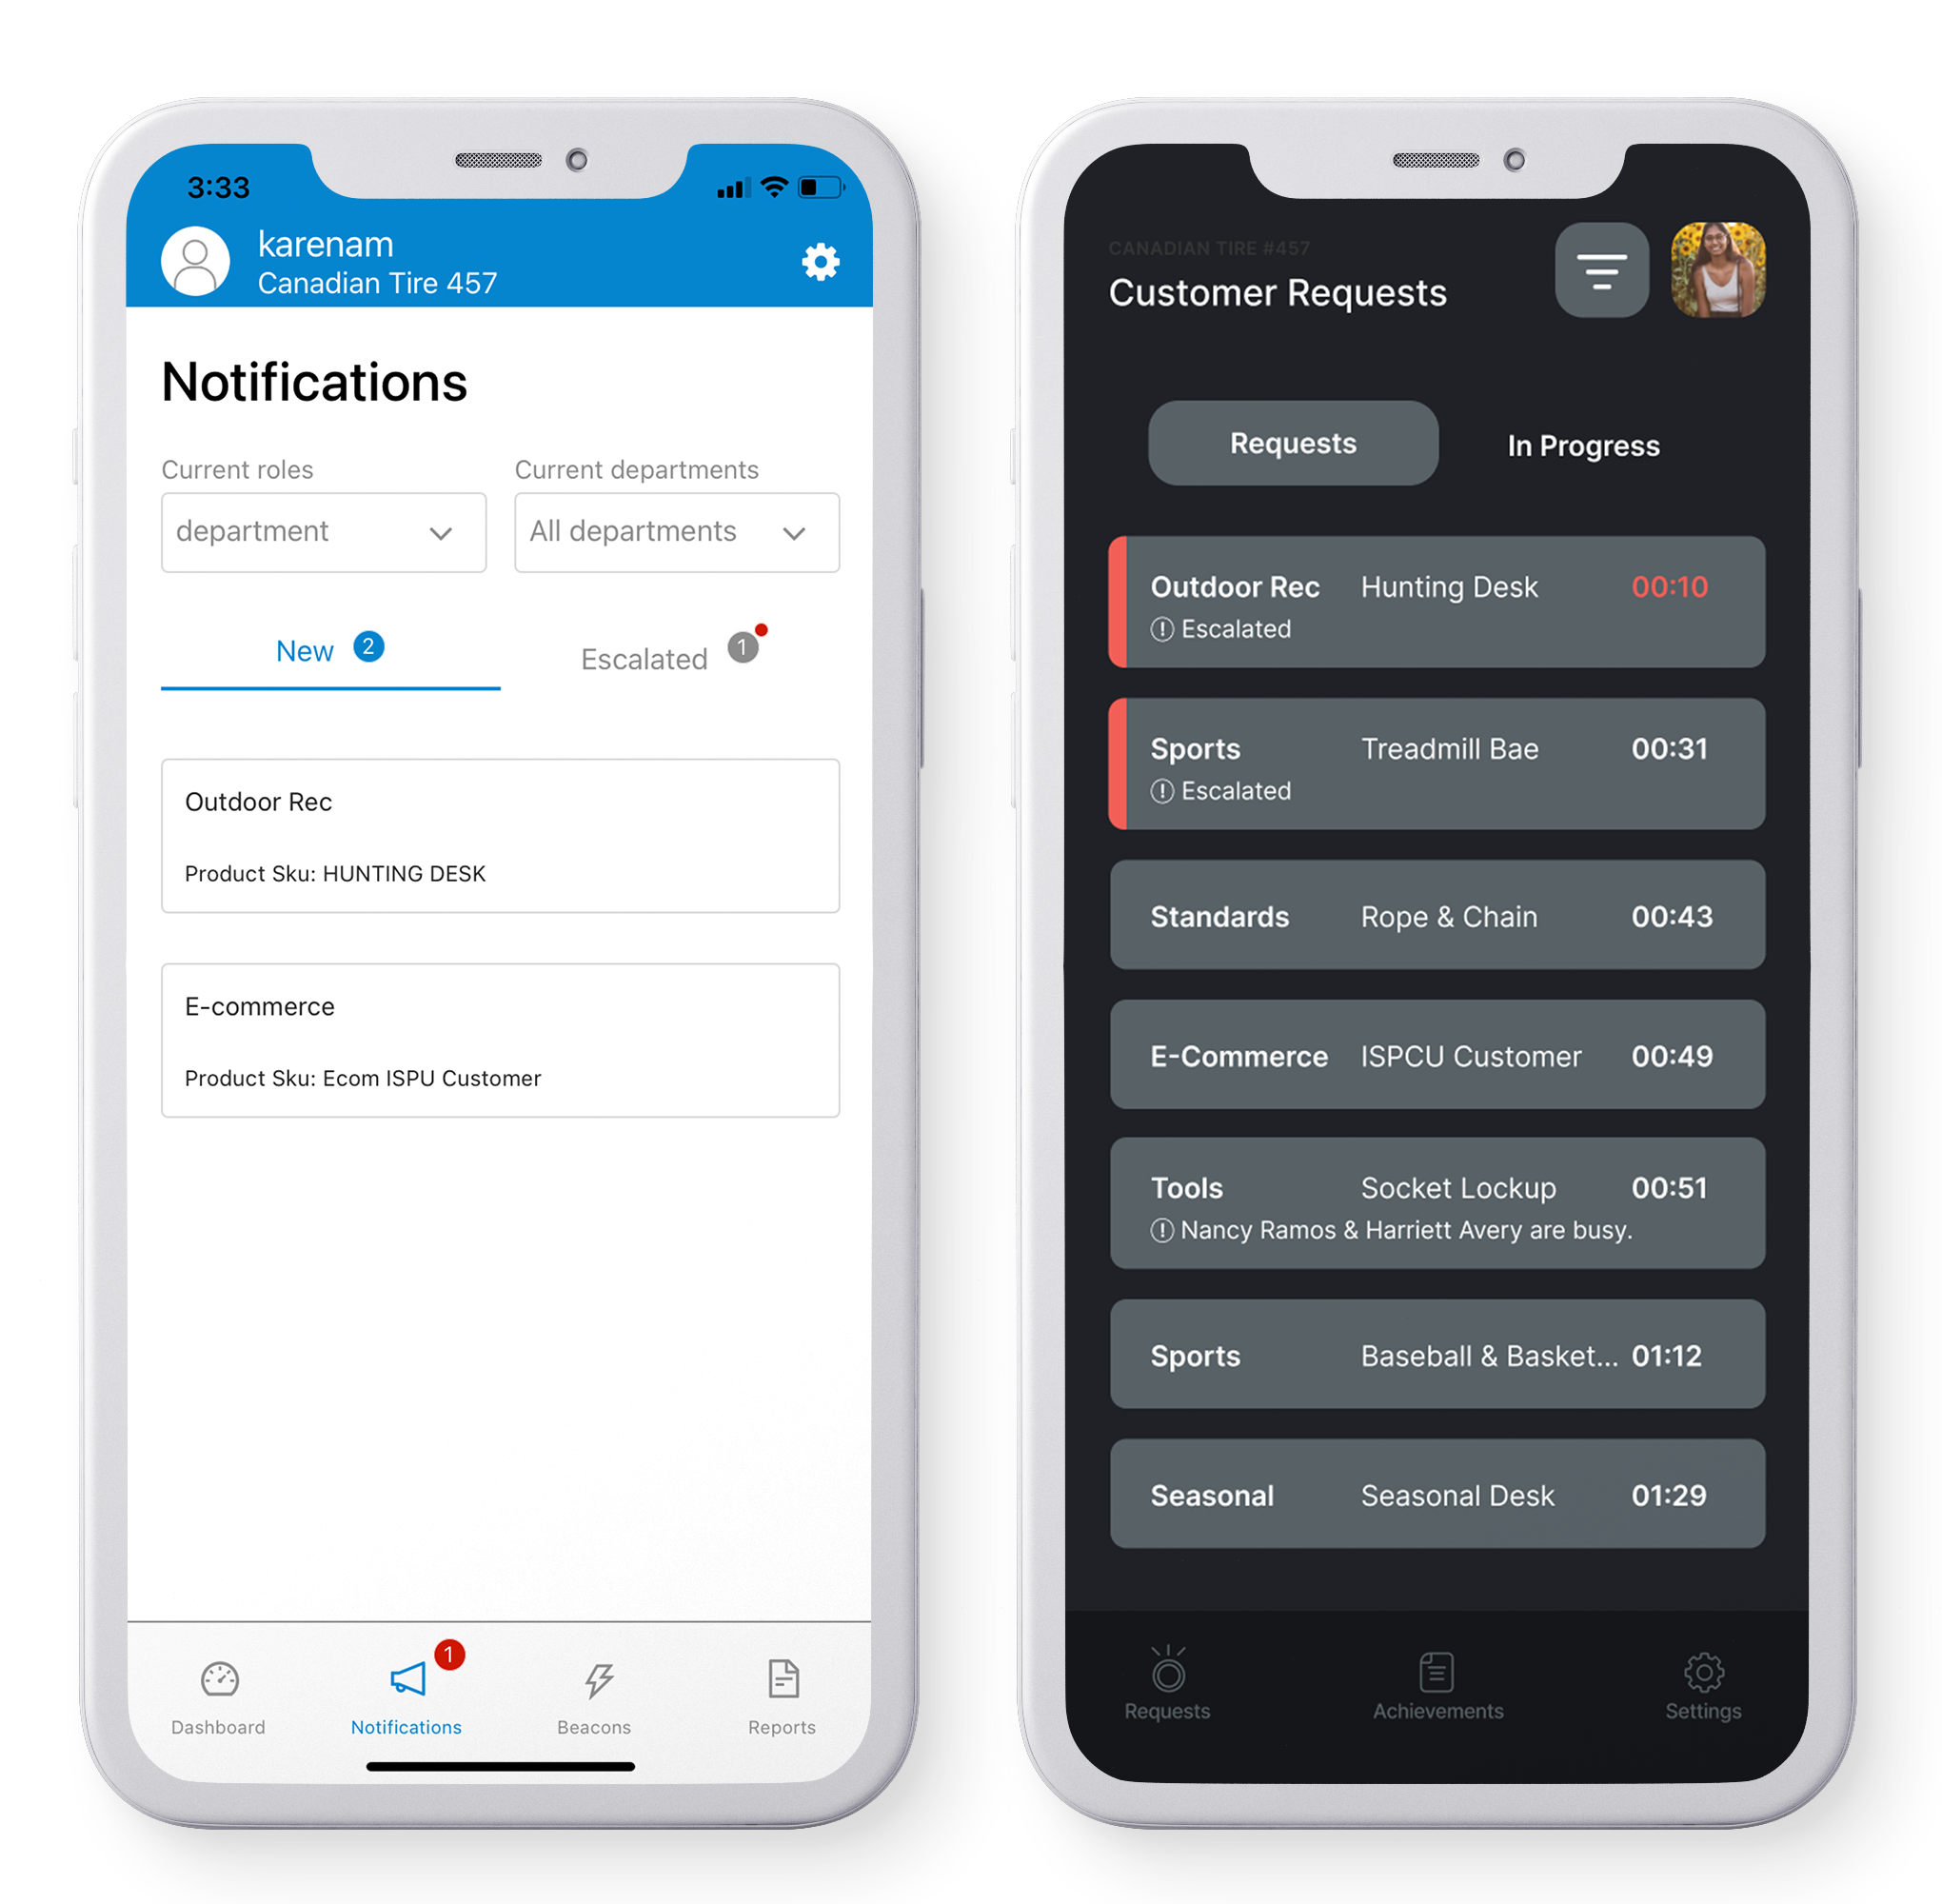 3:33
karenam
Canadian Tire 457
Notifications
Current roles
Current departments
department
All departments
New 2
Escalated 1
Outdoor Rec
Product Sku: HUNTING DESK
E-commerce
Product Sku: Ecom ISPU Customer
1
Dashboard
Notifications
Beacons
Reports
CANADIAN TIRE #457
Customer Requests
Requests
In Progress
Outdoor Rec Hunting Desk 00:10
Escalated
Sports Treadmill Bae 00:31
Escalated
Standards Rope & Chain 00:43
E-Commerce ISPCU Customer 00:49
Tools Socket Lockup 00:51
Nancy Ramos & Harriett Avery are busy.
Sports Baseball & Basket... 01:12
Seasonal Seasonal Desk 01:29
Requests
Achievements
Settings